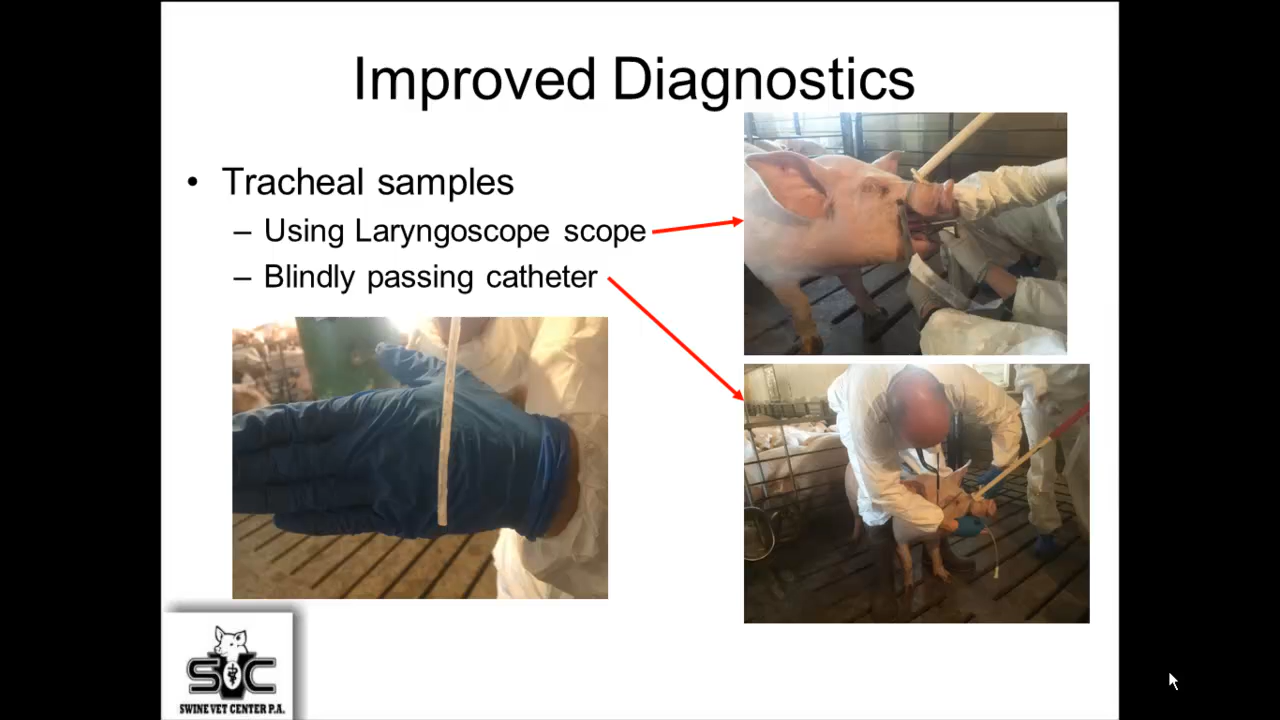 Improved Diagnostics
• Tracheal samples
– Using Laryngoscope scope
– Blindly passing catheter
SVC
SWINE VET CENTER P.A.